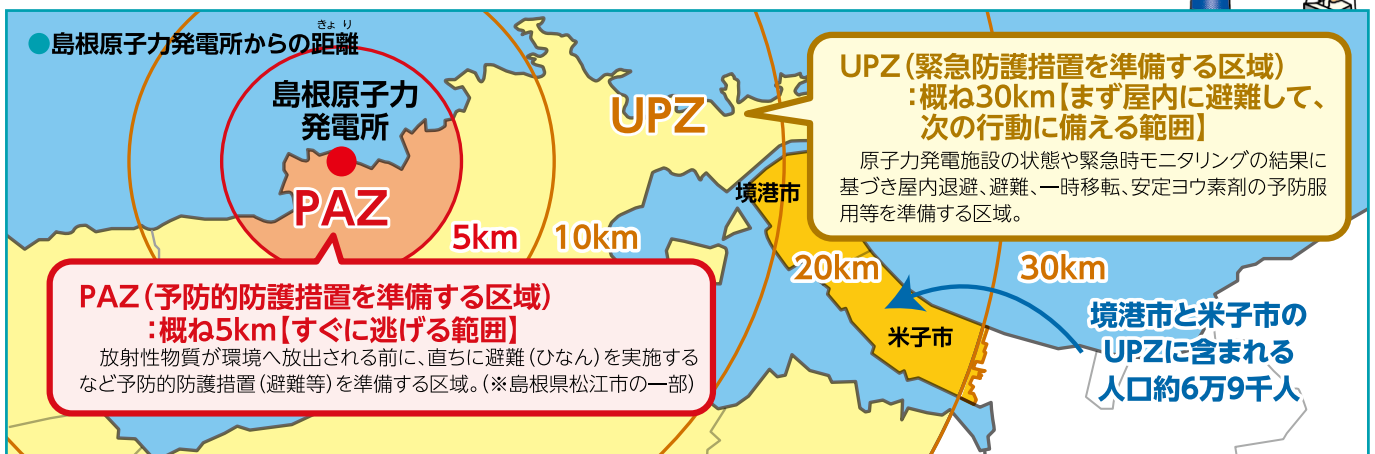 ●島根原子力発電所からの距離
きょり
島根原子力
発電所
PAZ
UPZ
5km
10km
20km
30km
境港市
米子市
UPZ(緊急防護措置を準備する区域)
:概ね30km【まず屋内に避難して、
次の行動に備える範囲】
原子力発電施設の状態や緊急時モニタリングの結果に
基づき屋内退避、避難、一時移転、安定ヨウ素剤の予防服
用等を準備する区域。
PAZ(予防的防護措置を準備する区域)
:概ね5km【すぐに逃げる範囲】
放射性物質が環境へ放出される前に、直ちに避難(ひなん)を実施する
など予防的防護措置(避難等)を準備する区域。(※島根県松江市の一部)
境港市と米子市の
UPZに含まれる
人口約6万9千人